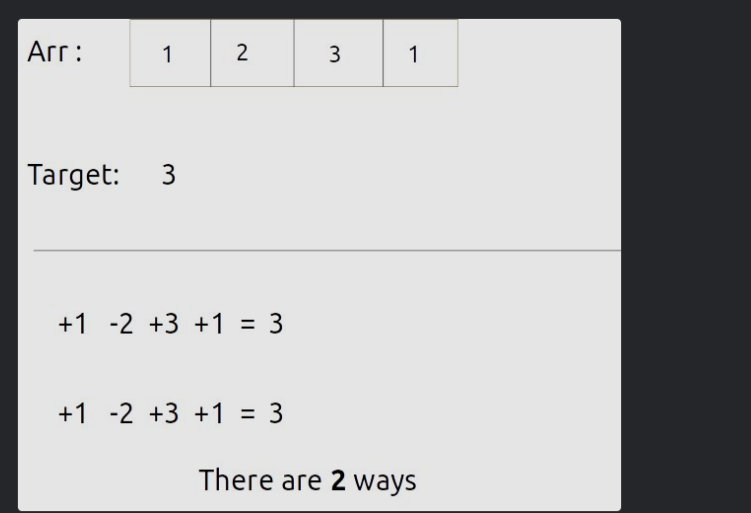 Arr : 1 2 3 1
Target: 3
+1 -2 +3 +1 = 3
+1 -2 +3 +1 = 3
There are 2 ways